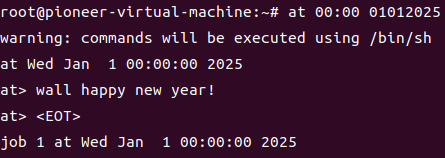 root@pioneer-virtual-machine:~# at 00:00 01012025
warning: commands will be executed using /bin/sh
at Wed Jan  1 00:00:00 2025
at> wall happy new year!
at> <EOT>
job 1 at Wed Jan  1 00:00:00 2025